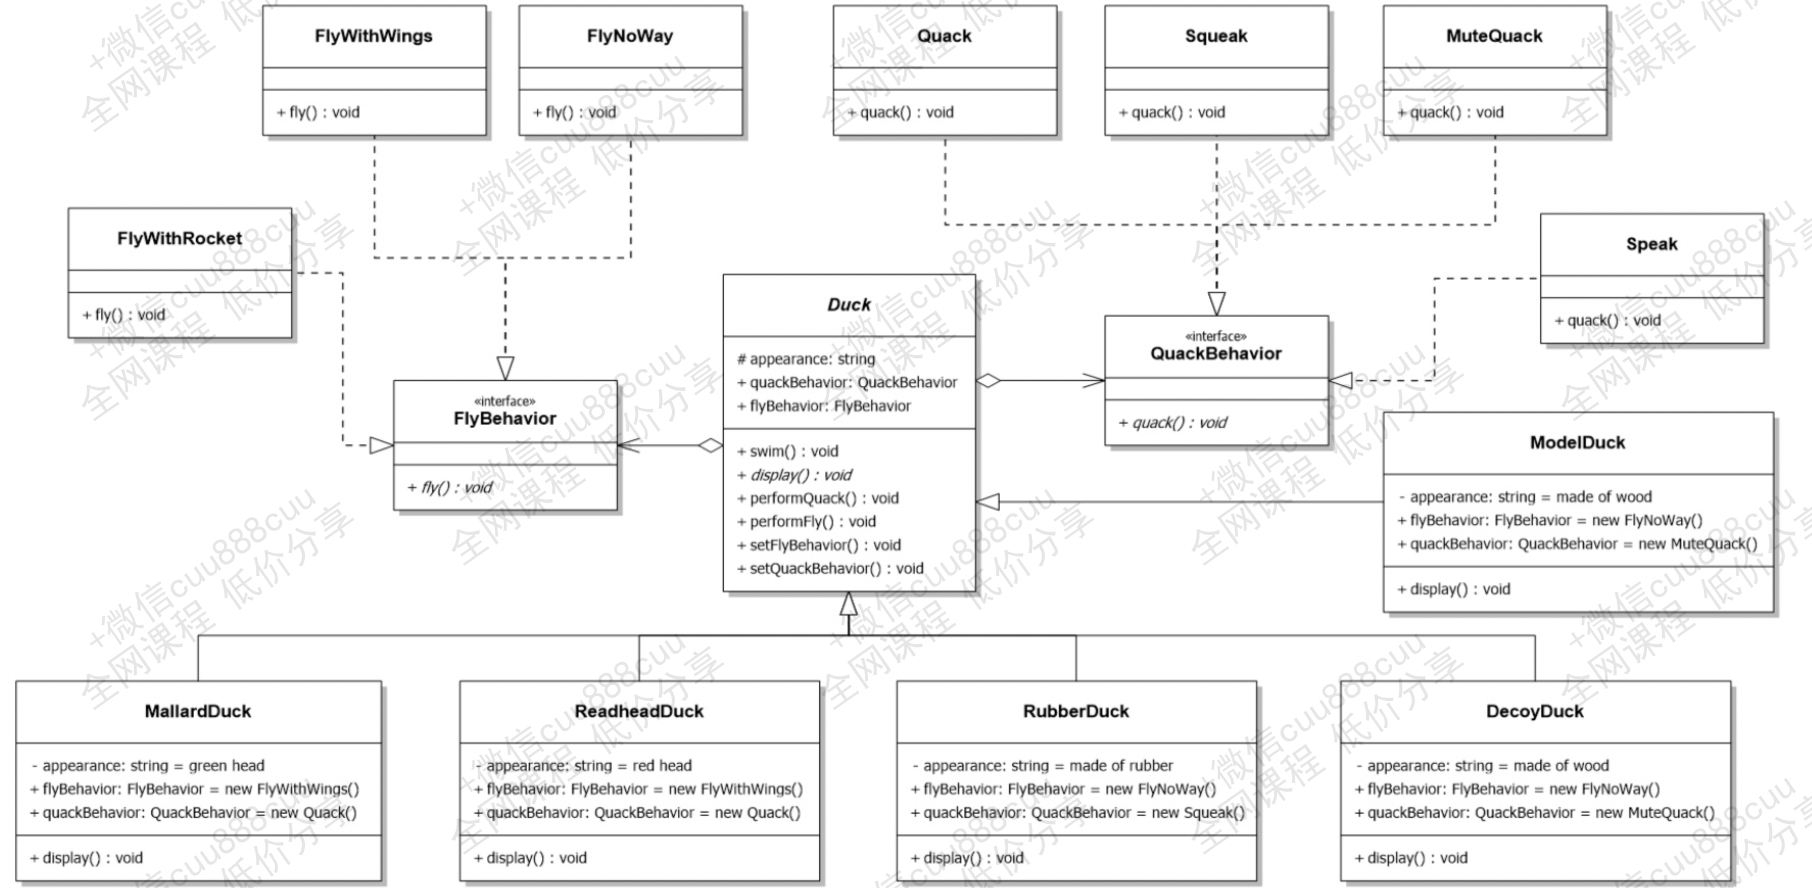 FlyWithWings
+ fly() : void
FlyNoWay
+ fly() : void
Quack
+ quack() : void
Squeak
+ quack() : void
MuteQuack
+ quack() : void
FlyWithRocket
+ fly() : void
Speak
+ quack() : void
«interface»
FlyBehavior
+ fly() : void
Duck
# appearance: string
+ quackBehavior: QuackBehavior
+ flyBehavior: FlyBehavior
+ swim() : void
+ display() : void
+ performQuack() : void
+ performFly() : void
+ setFlyBehavior() : void
+ setQuackBehavior() : void
«interface»
QuackBehavior
+ quack() : void
ModelDuck
- appearance: string = made of wood
+ flyBehavior: FlyBehavior = new FlyNoWay()
+ quackBehavior: QuackBehavior = new MuteQuack()
+ display() : void
MallardDuck
- appearance: string = green head
+ flyBehavior: FlyBehavior = new FlyWithWings()
+ quackBehavior: QuackBehavior = new Quack()
+ display() : void
ReadheadDuck
- appearance: string = red head
+ flyBehavior: FlyBehavior = new FlyWithWings()
+ quackBehavior: QuackBehavior = new Quack()
+ display() : void
RubberDuck
- appearance: string = made of rubber
+ flyBehavior: FlyBehavior = new FlyNoWay()
+ quackBehavior: QuackBehavior = new Squeak()
+ display() : void
DecoyDuck
- appearance: string = made of wood
+ flyBehavior: FlyBehavior = new FlyNoWay()
+ quackBehavior: QuackBehavior = new MuteQuack()
+ display() : void
+微信cuu888cuu
全网课程 低价分享